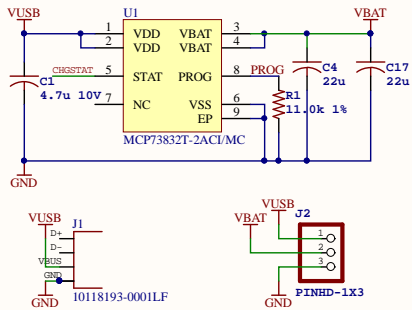 VUSB
U1
VBAT
1 VDD VBAT 3
2 VDD VBAT 4
CHGSTAT 5 STAT PROG 8 PROG
C1
4.7u 10V
C4
22u
C17
22u
R1
11.0k 1%
7 NC VSS 6
EP 9
MCP73832T-2ACI/MC
GND
VUSB
J1
D+
D-
VBUS
GND
10118193-0001LF
GND
VUSB
VBAT
J2
1
2
3
PINHD-1X3
GND